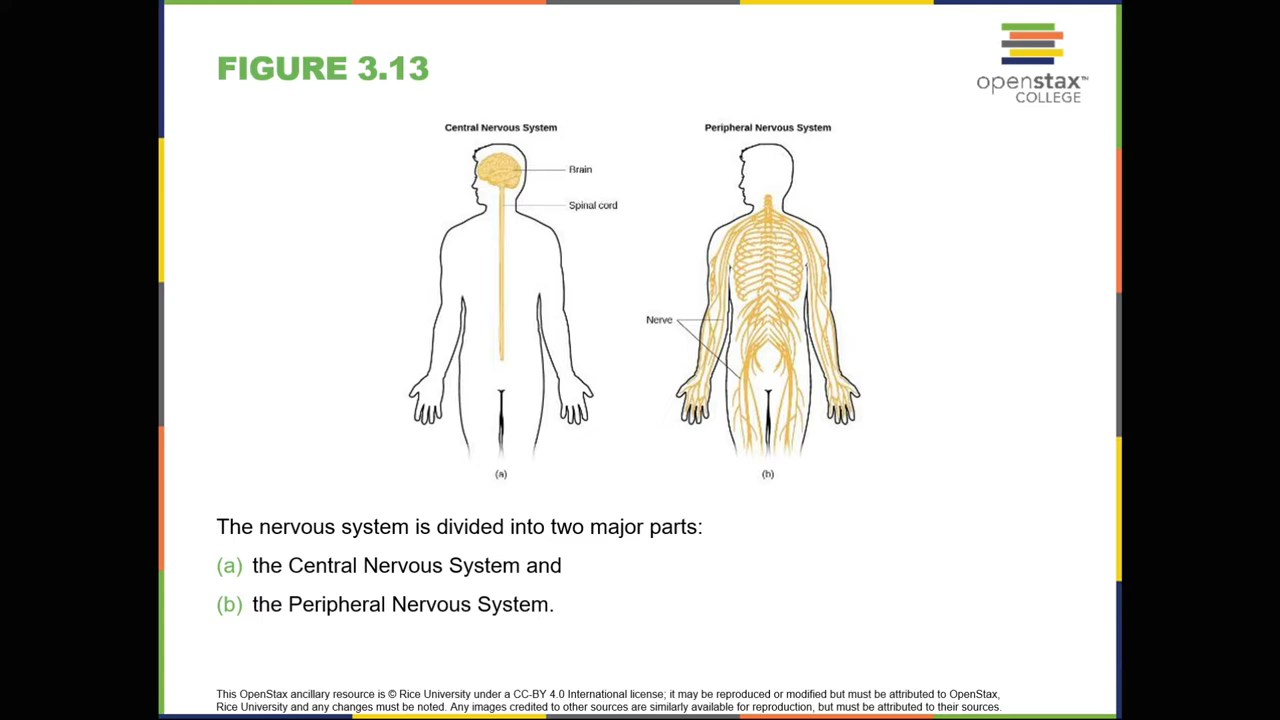 FIGURE 3.13
openstax™
COLLEGE
Central Nervous System
Brain
Spinal cord
(a)
Peripheral Nervous System
Nerve
(b)
The nervous system is divided into two major parts:
(a) the Central Nervous System and
(b) the Peripheral Nervous System.
This OpenStax ancillary resource is © Rice University under a CC-BY 4.0 International license; it may be reproduced or modified but must be attributed to OpenStax,
Rice University and any changes must be noted. Any images credited to other sources are similarly available for reproduction, but must be attributed to their sources.